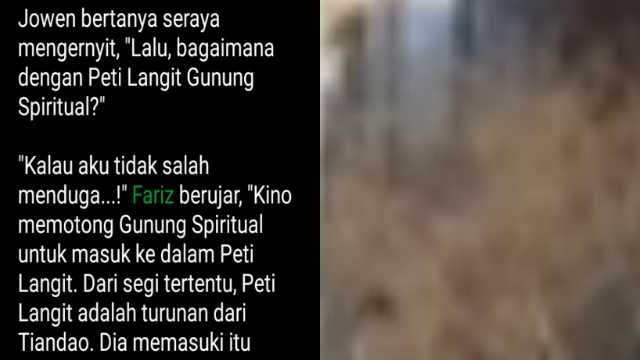 Jowen bertanya seraya
mengernyit, "Lalu, bagaimana
dengan Peti Langit Gunung
Spiritual?"
"Kalau aku tidak salah
menduga...!" Fariz berujar, "Kino
memotong Gunung Spiritual
untuk masuk ke dalam Peti
Langit. Dari segi tertentu, Peti
Langit adalah turunan dari
Tiandao. Dia memasuki itu